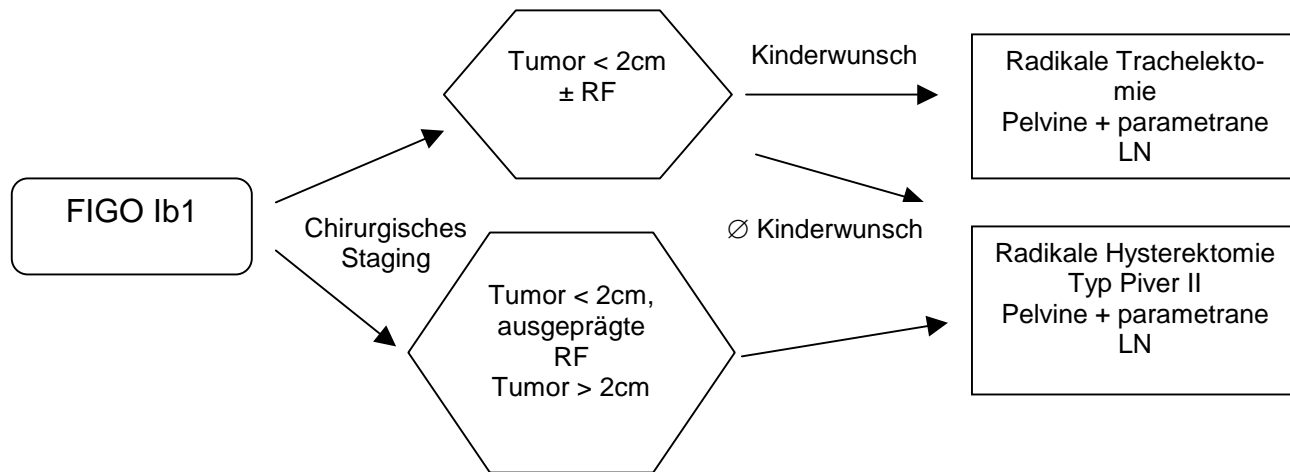 FIGO Ib1
Chirurgisches
Staging
Tumor < 2cm
± RF
Tumor < 2cm,
ausgeprägte
RF
Tumor > 2cm
Kinderwunsch
∅ Kinderwunsch
Radikale Trachelekto-
mie
Pelvine + parametrane
LN
Radikale Hysterektomie
Typ Piver II
Pelvine + parametrane
LN